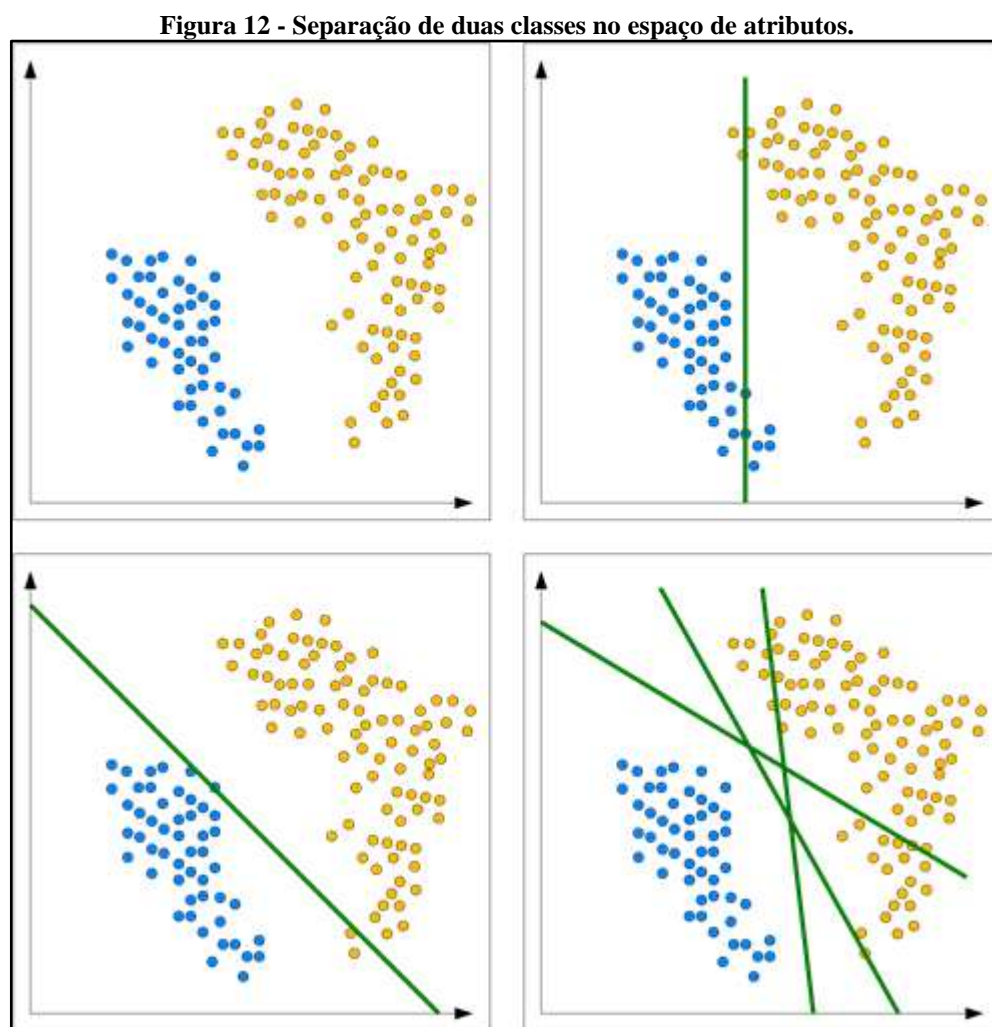 Figura 12 - Separação de duas classes no espaço de atributos.